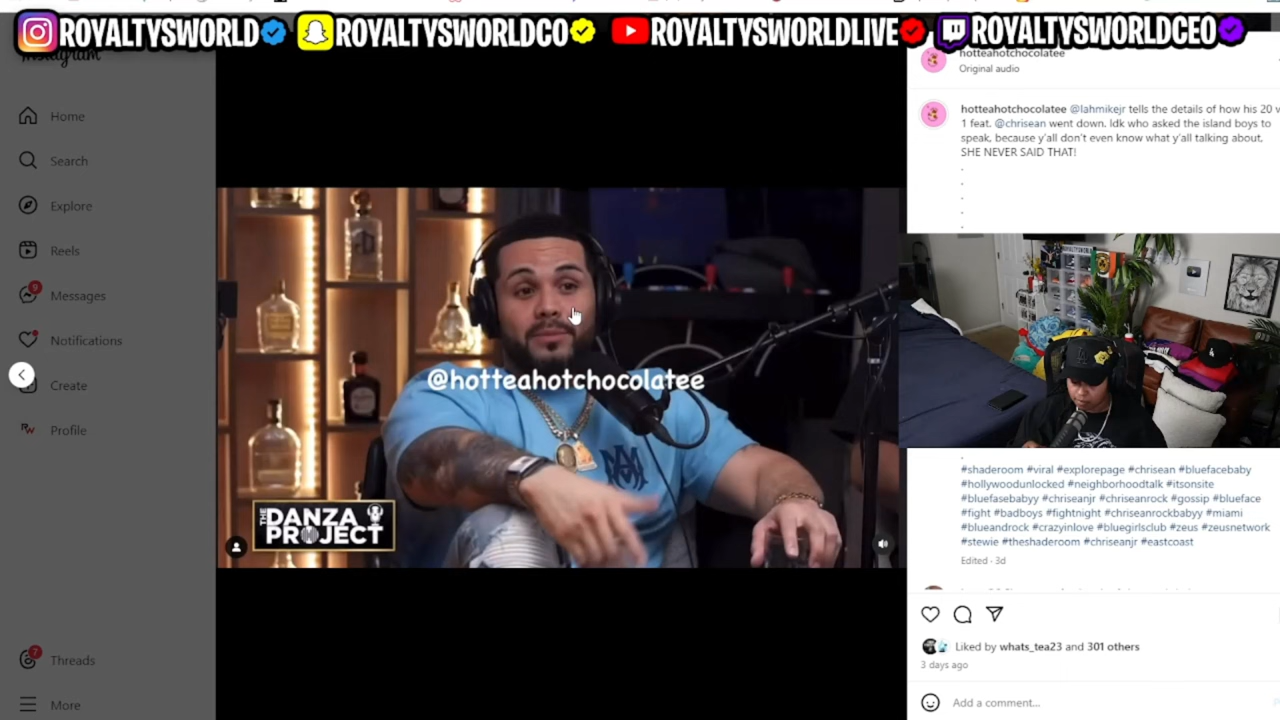 ROYALTYSWORLD
ROYALTYSWORLDCO
ROYALTYSWORLDLIVE
ROYALTYSWORLDCEO
Instagram
Home
Search
Explore
Reels
9
Messages
Notifications
Create
Profile
7
Threads
More
@hotteahotchocolatee
THE
DANZA
PROJECT
hotteahotchocolatee
Original audio
hotteahotchocolatee @lahmikejr tells the details of how his 20 v
1 feat. @chrisean went down. Idk who asked the island boys to
speak, because y'all don't even know what y'all talking about,
SHE NEVER SAID THAT!
.
.
.
.
.
.
#shaderoom #viral #explorepage #chrisean #bluefacebaby
#hollywoodunlocked #neighborhoodtalk #itsonsite
#bluefasebabyy #chriseanjr #chriseanrock #gossip #blueface
#fight #badboys #fightnight #chriseanrockbabyy #miami
#blueandrock #crazyinlove #bluegirlsclub #zeus #zeusnetwork
#stewie #theshaderoom #chriseanjr #eastcoast
Edited · 3d
Liked by whats_tea23 and 301 others
3 days ago
Add a comment...